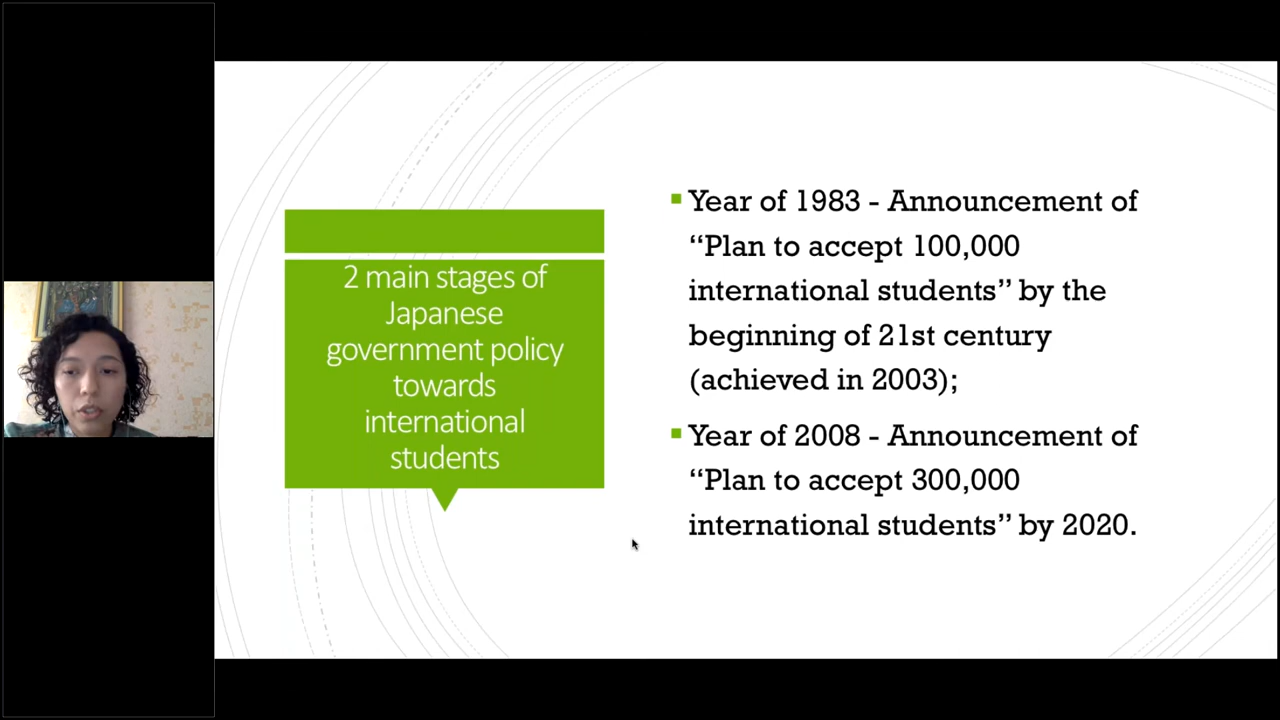 2 main stages of
Japanese
government policy
towards
international
students
Year of 1983 - Announcement of
“Plan to accept 100,000
international students” by the
beginning of 21st century
(achieved in 2003);
Year of 2008 - Announcement of
“Plan to accept 300,000
international students” by 2020.